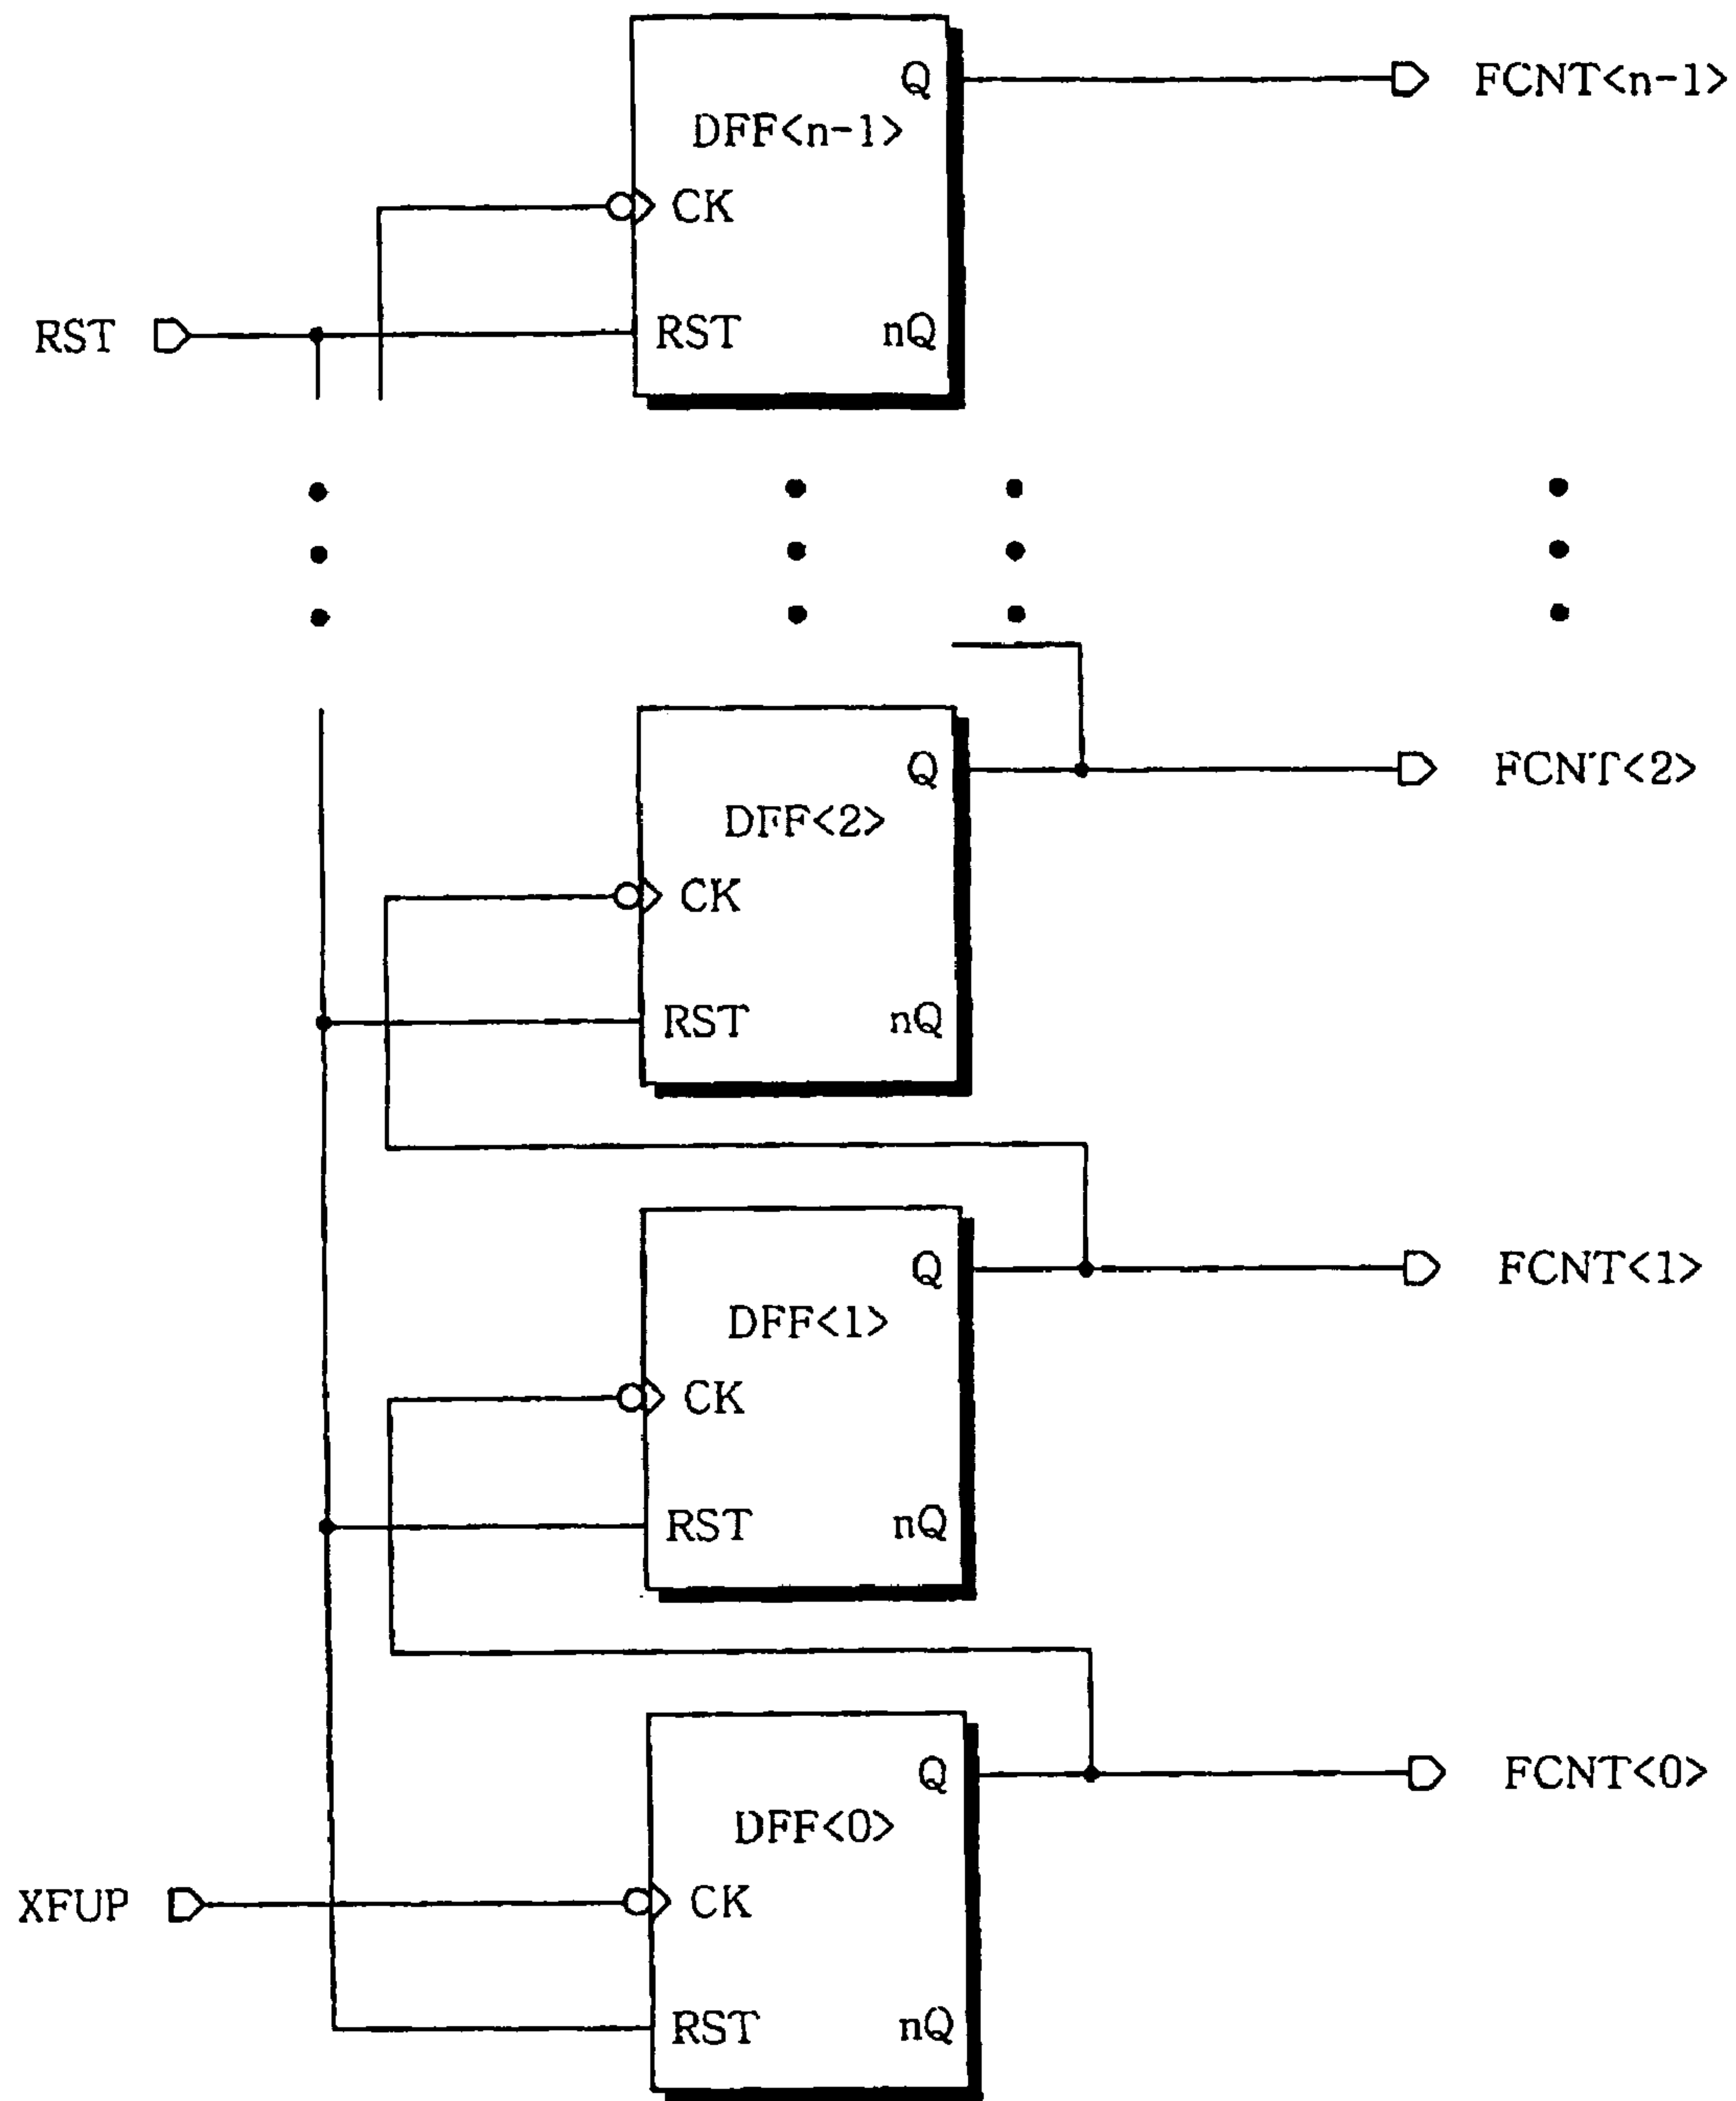 Q
FCNT<n-1>
DFF<n-1>
CK
RST
RST
nQ
Q
FCNT<2>
DFF<2>
CK
RST
nQ
Q
FCNT<1>
DFF<1>
CK
RST
nQ
Q
FCNT<0>
DFF<0>
XFUP
CK
RST
nQ